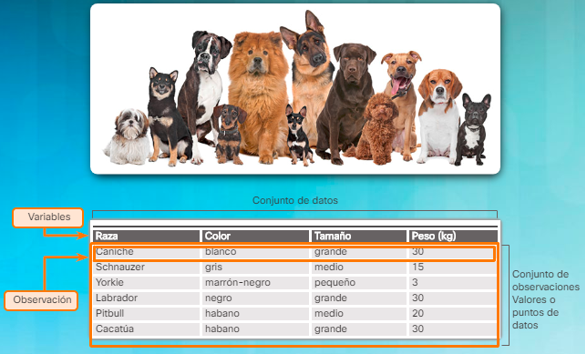 Conjunto de datos
Variables
Raza Color Tamaño Peso (kg)
Caniche blanco grande 30
Schnauzer gris medio 15
Yorkie marrón-negro pequeño 3
Observación
Labrador negro grande 30
Pitbull habano medio 20
Cacatúa habano grande 30
Conjunto de
observaciones
Valores o
puntos de
datos